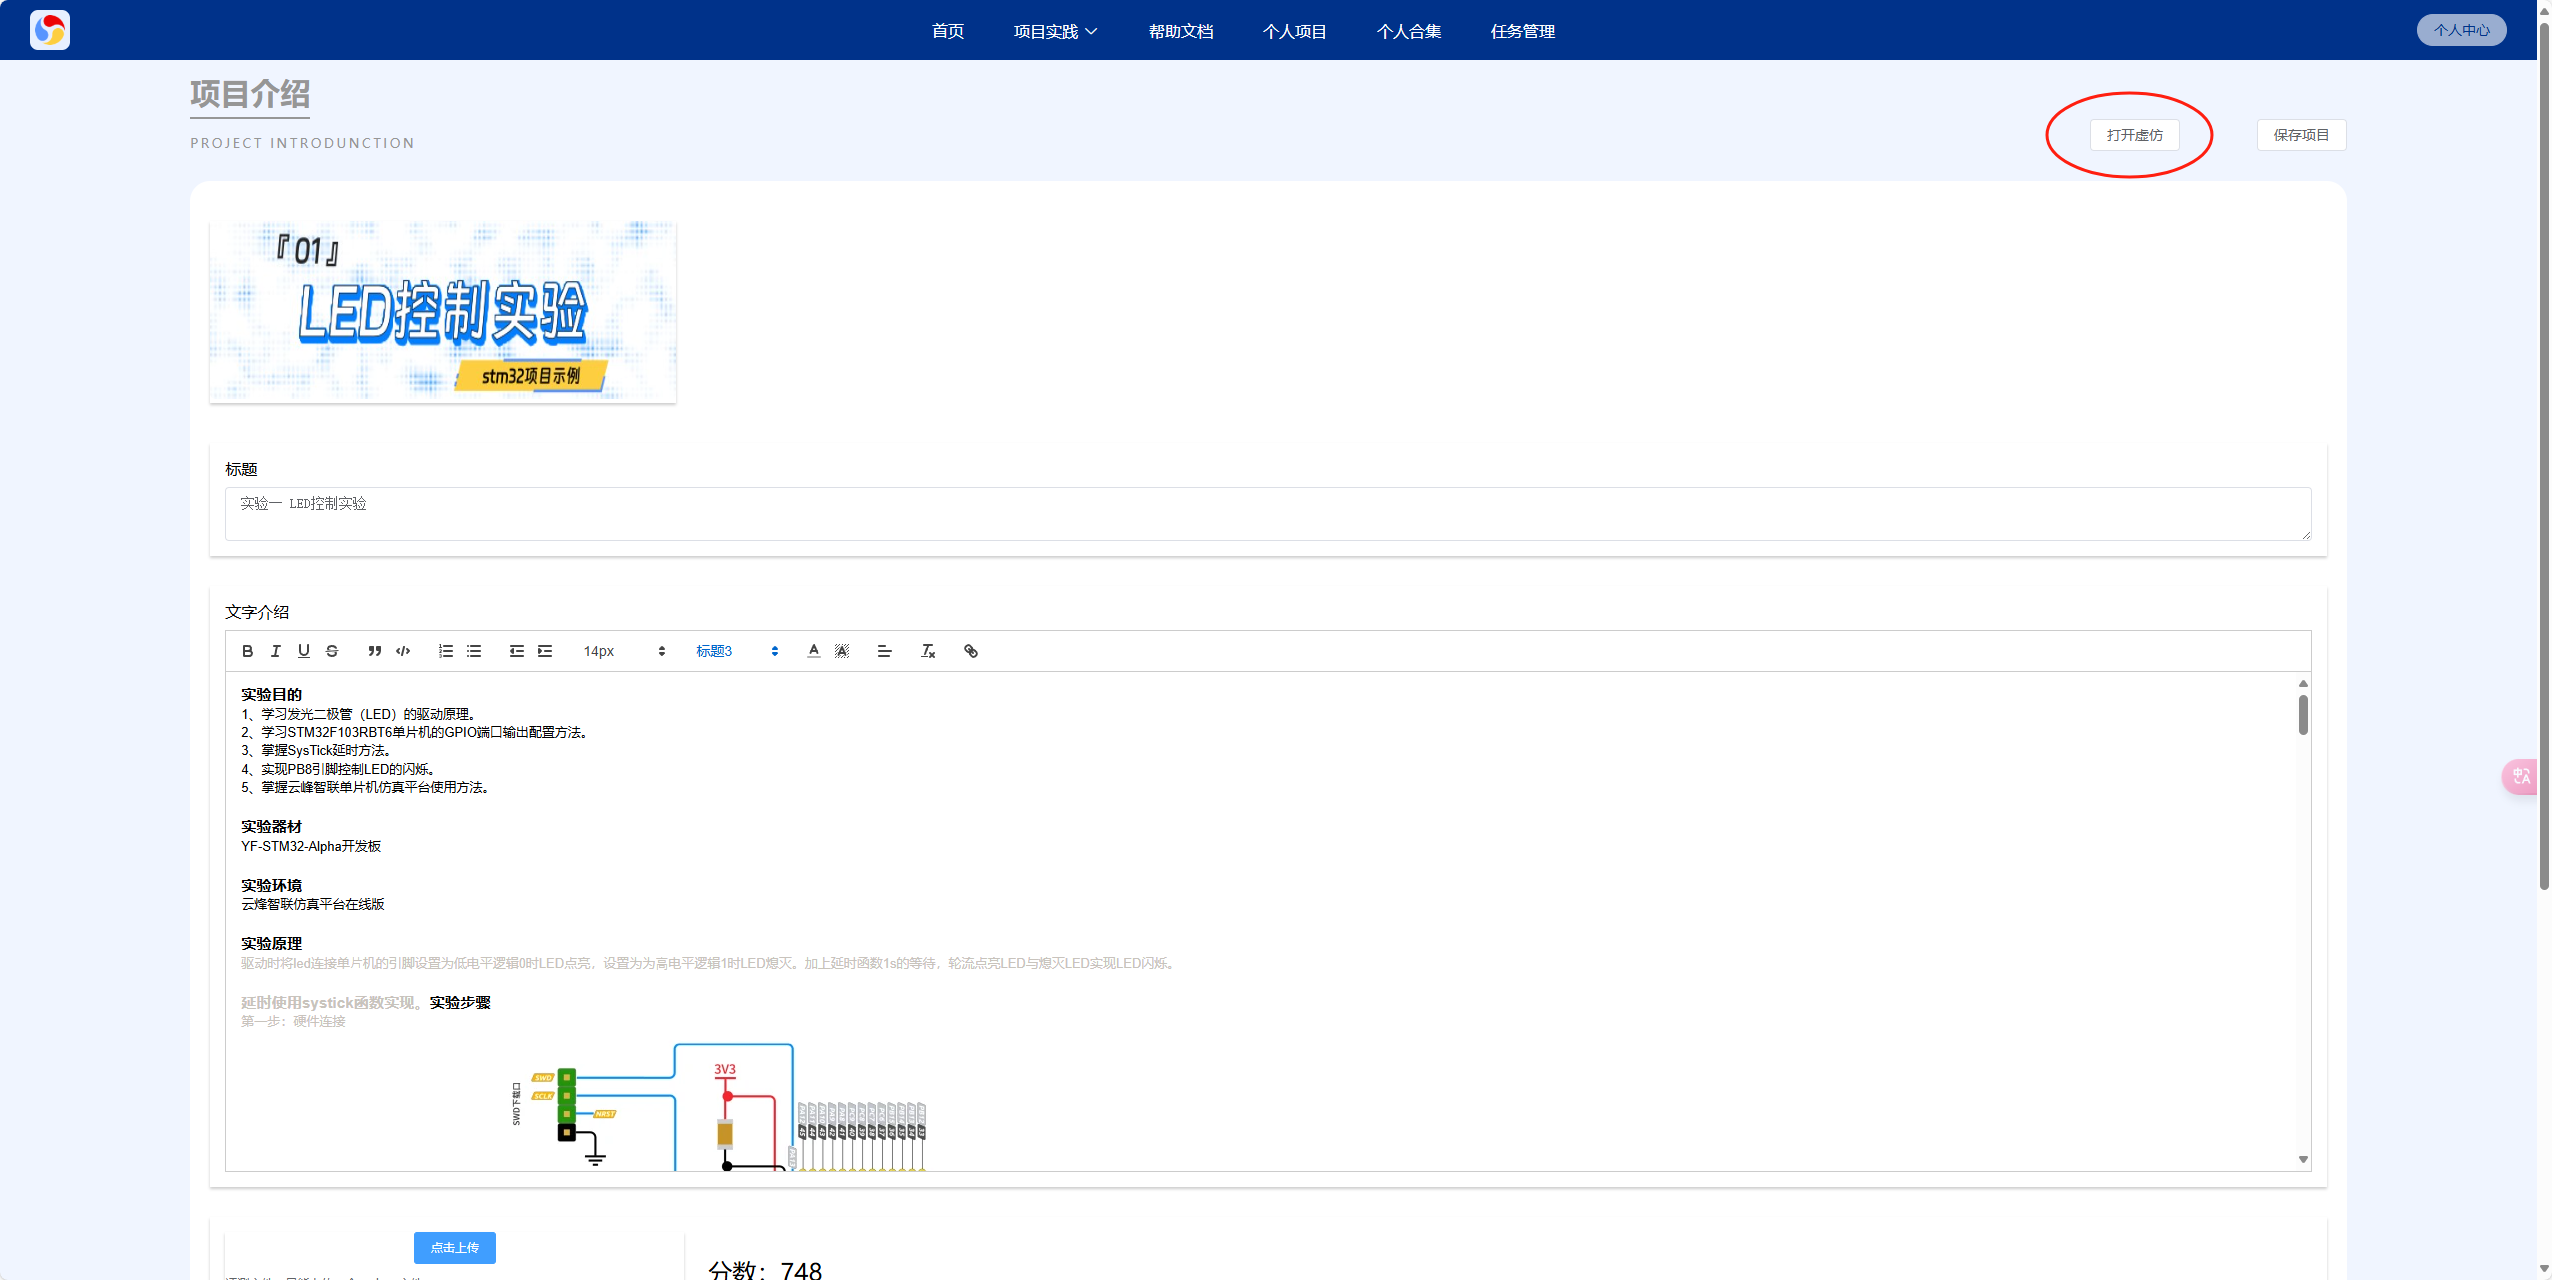 首页 项目实践 帮助文档 个人项目 个人合集 任务管理 个人中心
项目介绍
PROJECT INTRODUNCTION
打开虚仿 保存项目
『01』
LED控制实验
stm32项目示例
标题
实验一 LED控制实验
文字介绍
14px 标题3
实验目的
1、学习发光二极管（LED）的驱动原理。
2、学习STM32F103RBT6单片机的GPIO端口输出配置方法。
3、掌握SysTick延时方法。
4、实现PB8引脚控制LED的闪烁。
5、掌握云峰智联单片机仿真平台使用方法。
实验器材
YF-STM32-Alpha开发板
实验环境
云烽智联仿真平台在线版
实验原理
驱动时将led连接单片机的引脚设置为低电平逻辑0时LED点亮，设置为为高电平逻辑1时LED熄灭。加上延时函数1s的等待，轮流点亮LED与熄灭LED实现LED闪烁。
延时使用systick函数实现。实验步骤
第一步：硬件连接
SWD下载口
SWD
SCLK
NRST
3V3
点击上传
分数：748